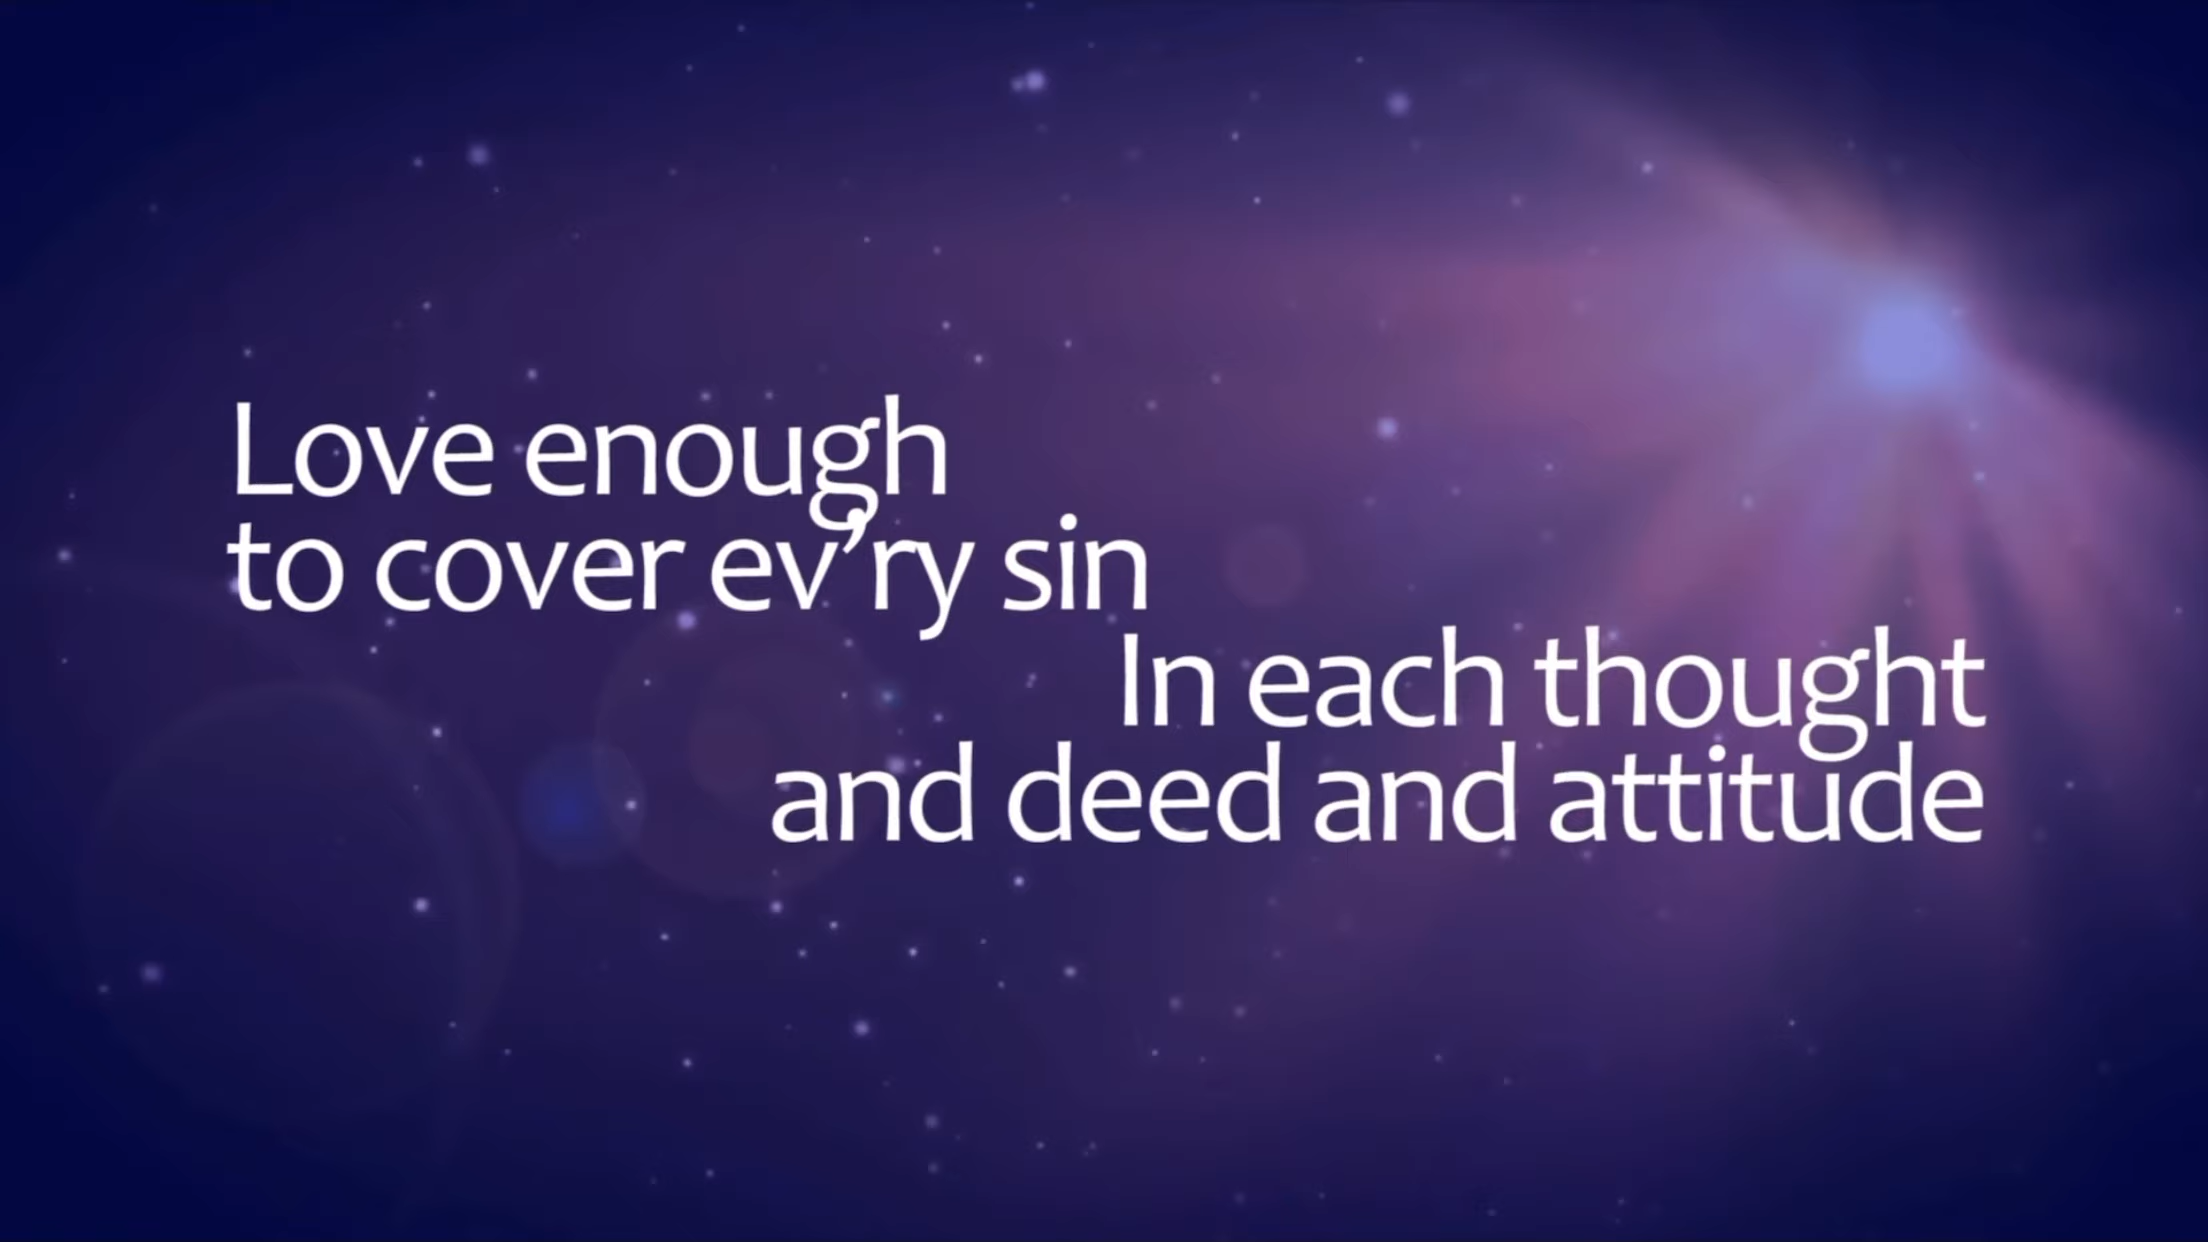 Love enough
to cover ev’ry sin
In each thought
and deed and attitude